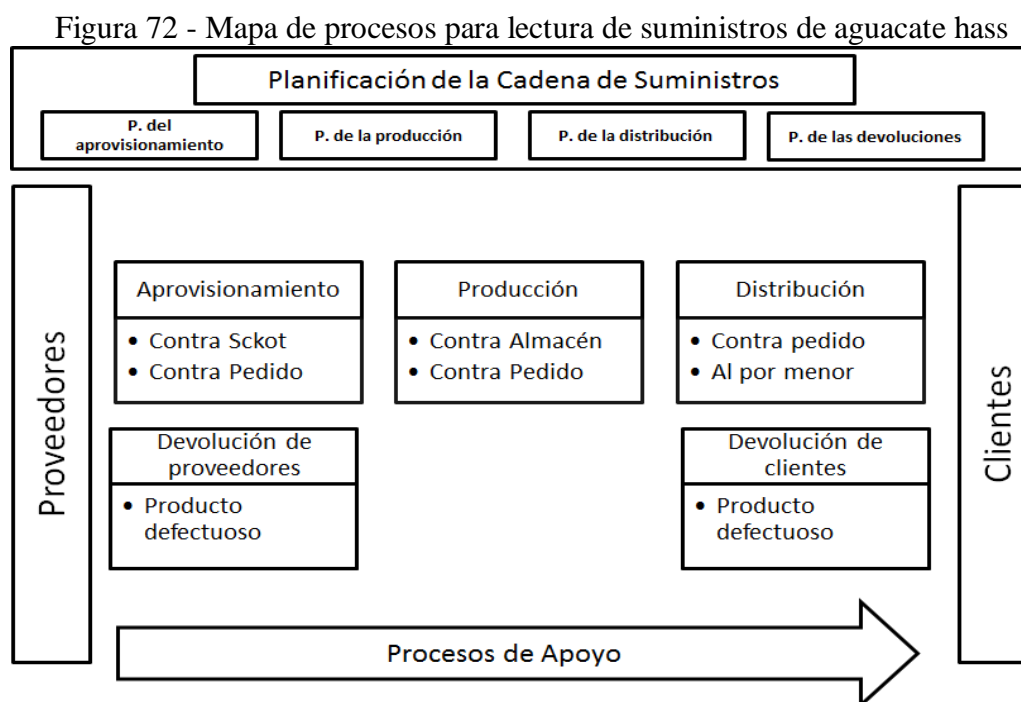 Figura 72 - Mapa de procesos para lectura de suministros de aguacate hass
Planificación de la Cadena de Suministros
P. del
aprovisionamiento
P. de la producción
P. de la distribución
P. de las devoluciones
Proveedores
Aprovisionamiento
• Contra Sckot
• Contra Pedido
Producción
• Contra Almacén
• Contra Pedido
Distribución
• Contra pedido
• Al por menor
Devolución de
proveedores
• Producto
defectuoso
Devolución de
clientes
• Producto
defectuoso
Clientes
Procesos de Apoyo